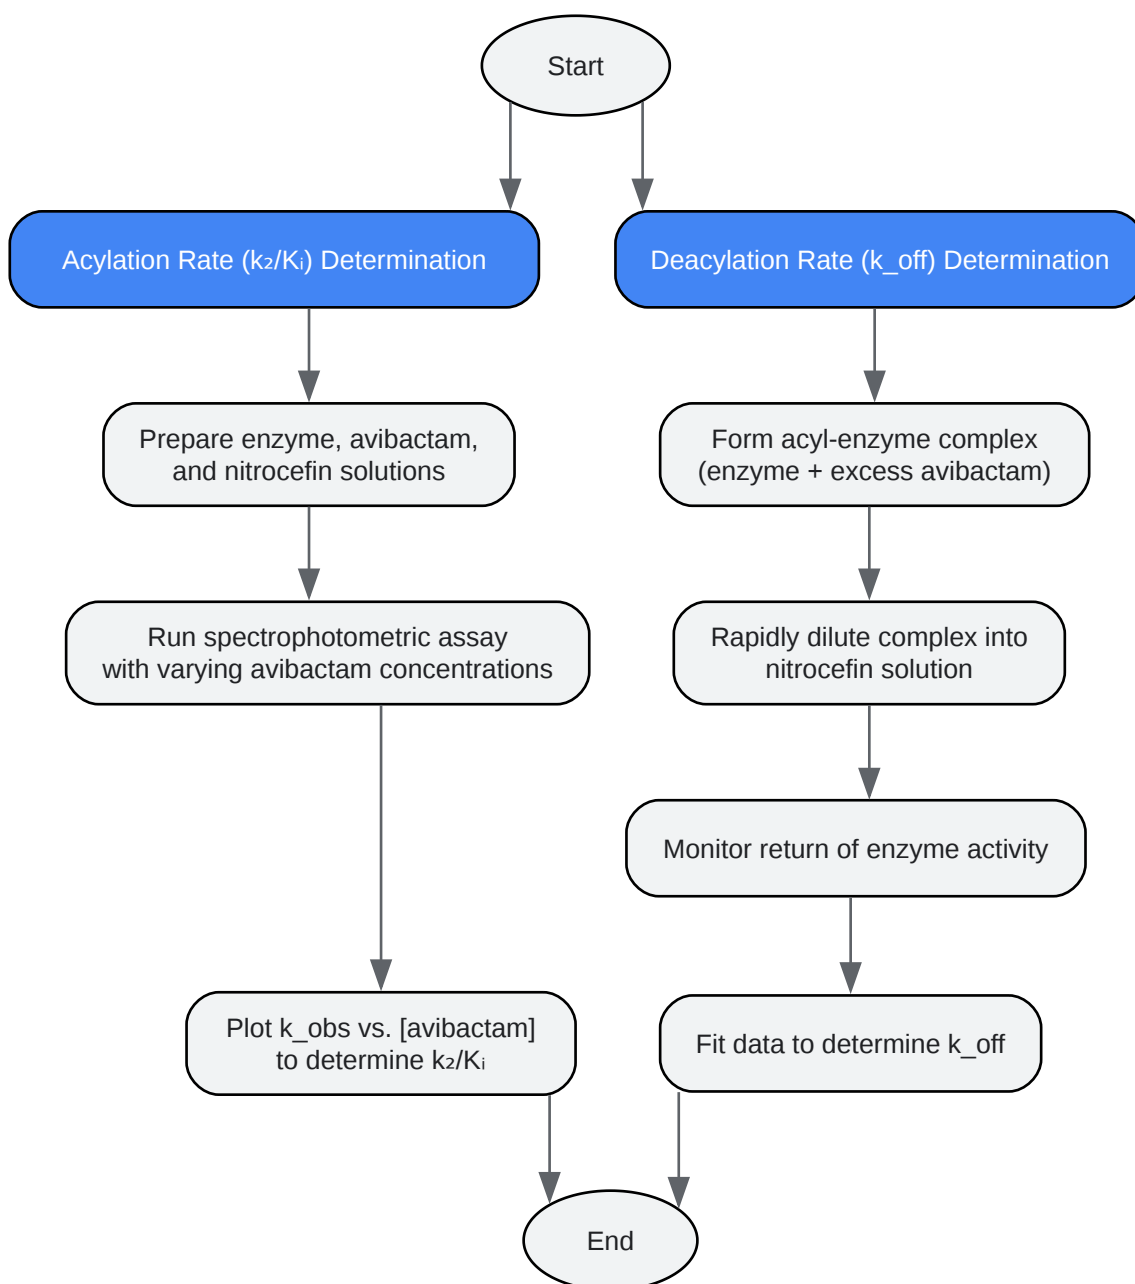 Start
Acylation Rate (k₂/Kᵢ) Determination
Deacylation Rate (k_off) Determination
Prepare enzyme, avibactam,
and nitrocefin solutions
Form acyl-enzyme complex
(enzyme + excess avibactam)
Run spectrophotometric assay
with varying avibactam concentrations
Rapidly dilute complex into
nitrocefin solution
Monitor return of enzyme activity
Plot k_obs vs. [avibactam]
to determine k₂/Kᵢ
Fit data to determine k_off
End